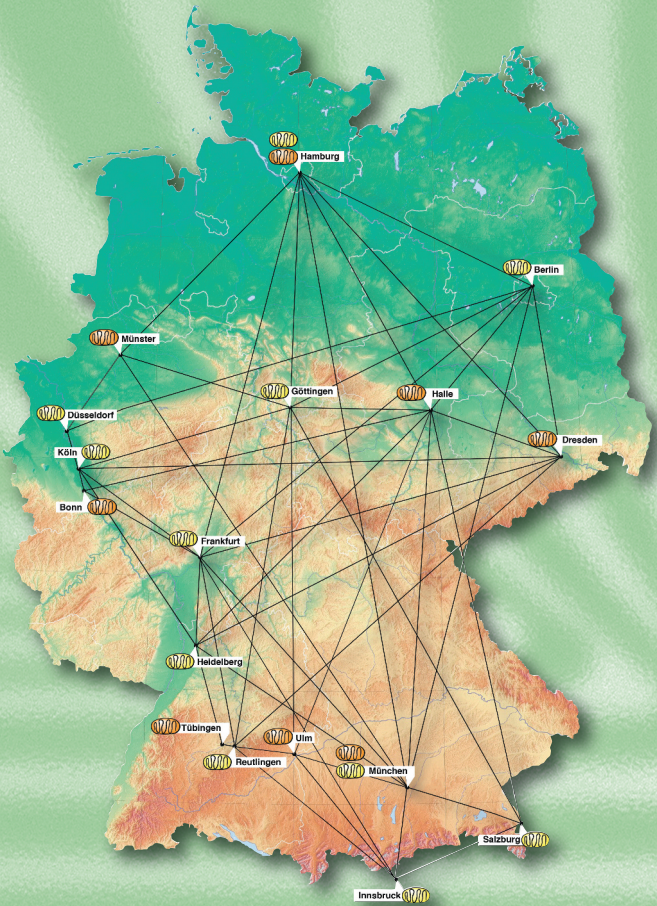 Hamburg
Berlin
Münster
Göttingen
Halle
Düsseldorf
Dresden
Köln
Bonn
Frankfurt
Heidelberg
Tübingen
Ulm
Reutlingen
München
Salzburg
Innsbruck